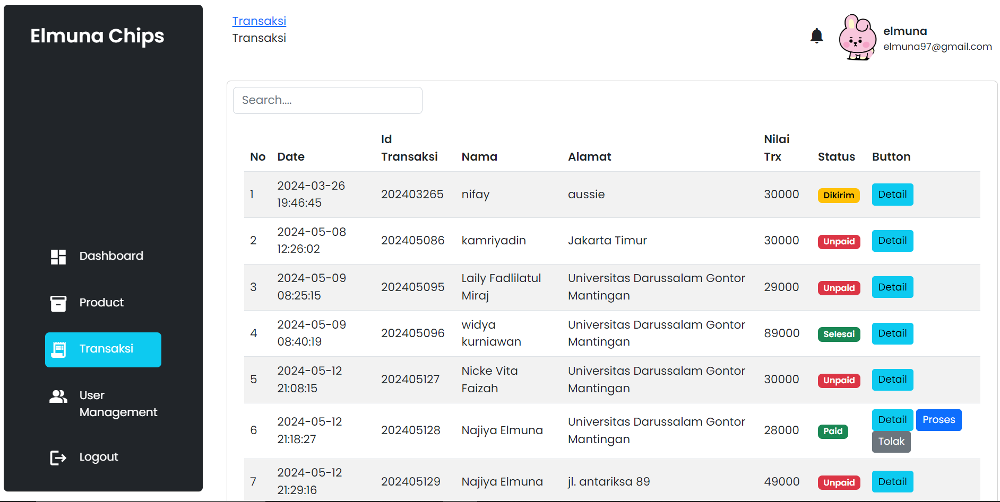 Elmuna Chips
Dashboard
Product
Transaksi
User
Management
Logout
Transaksi
Transaksi
elmuna
elmuna97@gmail.com
Search....
No Date Id Transaksi Nama Alamat Nilai Trx Status Button
1 2024-03-26 19:46:45 202403265 nifay aussie 30000 Dikirim Detail
2 2024-05-08 12:26:02 202405086 kamriyadin Jakarta Timur 30000 Unpaid Detail
3 2024-05-09 08:25:15 202405095 Laily Fadlilatul Miraj Universitas Darussalam Gontor Mantingan 29000 Unpaid Detail
4 2024-05-09 08:40:19 202405096 widya kurniawan Universitas Darussalam Gontor Mantingan 89000 Selesai Detail
5 2024-05-12 21:08:15 202405127 Nicke Vita Faizah Universitas Darussalam Gontor Mantingan 30000 Unpaid Detail
6 2024-05-12 21:18:27 202405128 Najiya Elmuna Universitas Darussalam Gontor Mantingan 28000 Paid Detail Proses Tolak
7 2024-05-12 21:29:16 202405129 Najiya Elmuna jl. antariksa 89 49000 Unpaid Detail